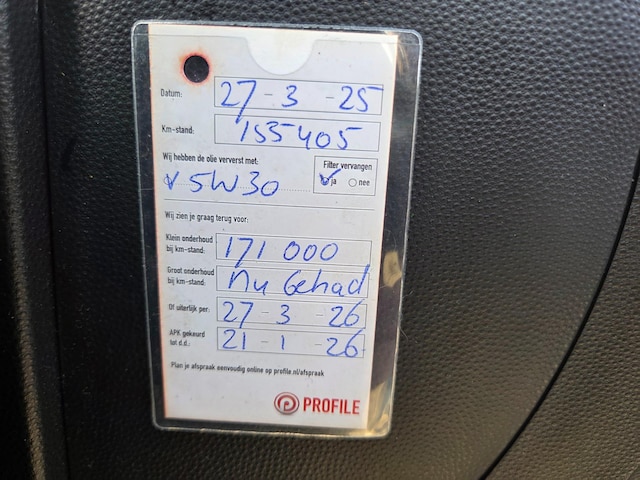 Datum: 27-3-25
Km-stand: 155405
Wij hebben de olie ververst met: Filter vervangen
V 5W30 ja nee
Wij zien je graag terug voor:
Klein onderhoud bij km-stand: 171 000
Groot onderhoud bij km-stand: Nu Gehad
Of uiterlijk per: 27-3-26
APK gekeurd tot d.d.: 21-1-26
Plan je afspraak eenvoudig online op profile.nl/afspraak
PROFILE